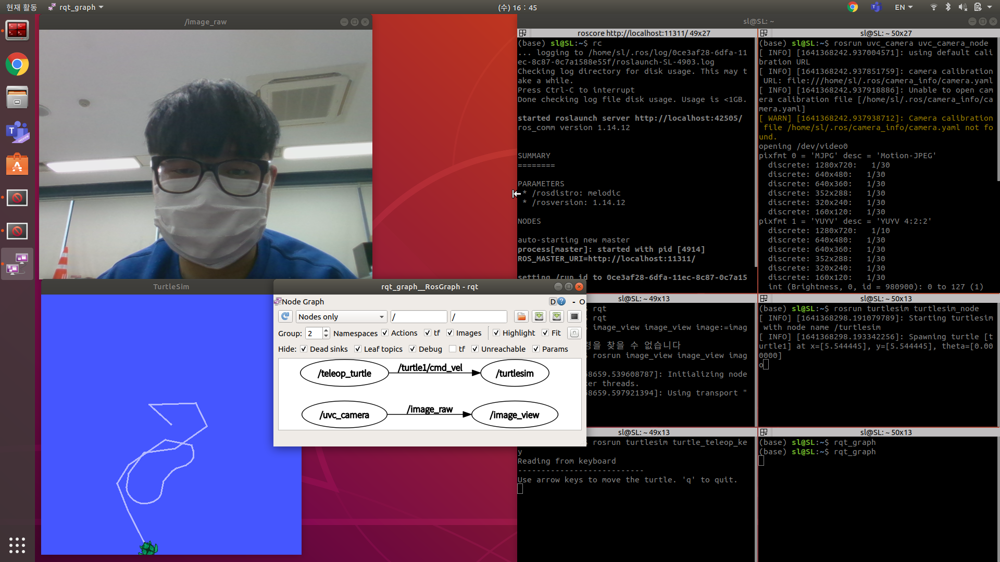 현재 활동
rqt_graph
(수) 16 : 45
EN
/image_raw
sl@SL: ~
roscore http://localhost:11311/ 49x27
(base) sl@SL:~$ rc
... logging to /home/sl/.ros/log/0ce3af28-6dfa-11
ec-8c87-0c7a1588e55f/roslaunch-SL-4903.log
Checking log directory for disk usage. This may t
ake a while.
Press Ctrl-C to interrupt
Done checking log file disk usage. Usage is <1GB.
started roslaunch server http://localhost:42505/
ros_comm version 1.14.12
SUMMARY
========
PARAMETERS
* /rosdistro: melodic
* /rosversion: 1.14.12
NODES
auto-starting new master
process[master]: started with pid [4914]
ROS_MASTER_URI=http://localhost:11311/
setting /run_id to 0ce3af28-6dfa-11ec-8c87-0c7a15
sl@SL: ~ 50x27
(base) sl@SL:~$ rosrun uvc_camera uvc_camera_node
[ INFO] [1641368242.937004571]: using default cali
bration URL
[ INFO] [1641368242.937851759]: camera calibration
URL: file:///home/sl/.ros/camera_info/camera.yaml
[ INFO] [1641368242.937918886]: Unable to open cam
era calibration file [/home/sl/.ros/camera_info/ca
mera.yaml]
[ WARN] [1641368242.937938712]: Camera calibration
file /home/sl/.ros/camera_info/camera.yaml not fo
und.
opening /dev/video0
pixfmt 0 = 'MJPG' desc = 'Motion-JPEG'
discrete: 1280x720: 1/30
discrete: 640x480: 1/30
discrete: 640x360: 1/30
discrete: 352x288: 1/30
discrete: 320x240: 1/30
discrete: 160x120: 1/30
pixfmt 1 = 'YUYV' desc = 'YUYV 4:2:2'
discrete: 1280x720: 1/10
discrete: 640x480: 1/30
discrete: 640x360: 1/30
discrete: 352x288: 1/30
discrete: 320x240: 1/30
discrete: 160x120: 1/30
int (Brightness, 0, id = 980900): 0 to 127 (1)
TurtleSim
rqt_graph__RosGraph - rqt
Node Graph
D
- O
Nodes only
/
/
Group: 2 Namespaces Actions tf Images Highlight Fit
Hide: Dead sinks Leaf topics Debug tf Unreachable Params
/teleop_turtle
/turtle1/cmd_vel
/turtlesim
/uvc_camera
/image_raw
/image_view
sl@SL: ~ 49x13
rqt
rqt
image_view image_view image:=imag
령을 찾을 수 없습니다
rosrun image_view image_view imag
8659.539608787]: Initializing node
er threads.
8659.597921394]: Using transport "
sl@SL: ~ 50x13
(base) sl@SL:~$ rosrun turtlesim turtlesim_node
[ INFO] [1641368298.191079789]: Starting turtlesim
with node name /turtlesim
[ INFO] [1641368298.193342256]: Spawning turtle [t
urtle1] at x=[5.544445], y=[5.544445], theta=[0.00
0000]
o
sl@SL: ~ 49x13
rosrun turtlesim turtle_teleop_ke
y
Reading from keyboard
---------------------------
Use arrow keys to move the turtle. 'q' to quit.
sl@SL: ~ 50x13
(base) sl@SL:~$ rqt_graph
(base) sl@SL:~$ rqt_graph